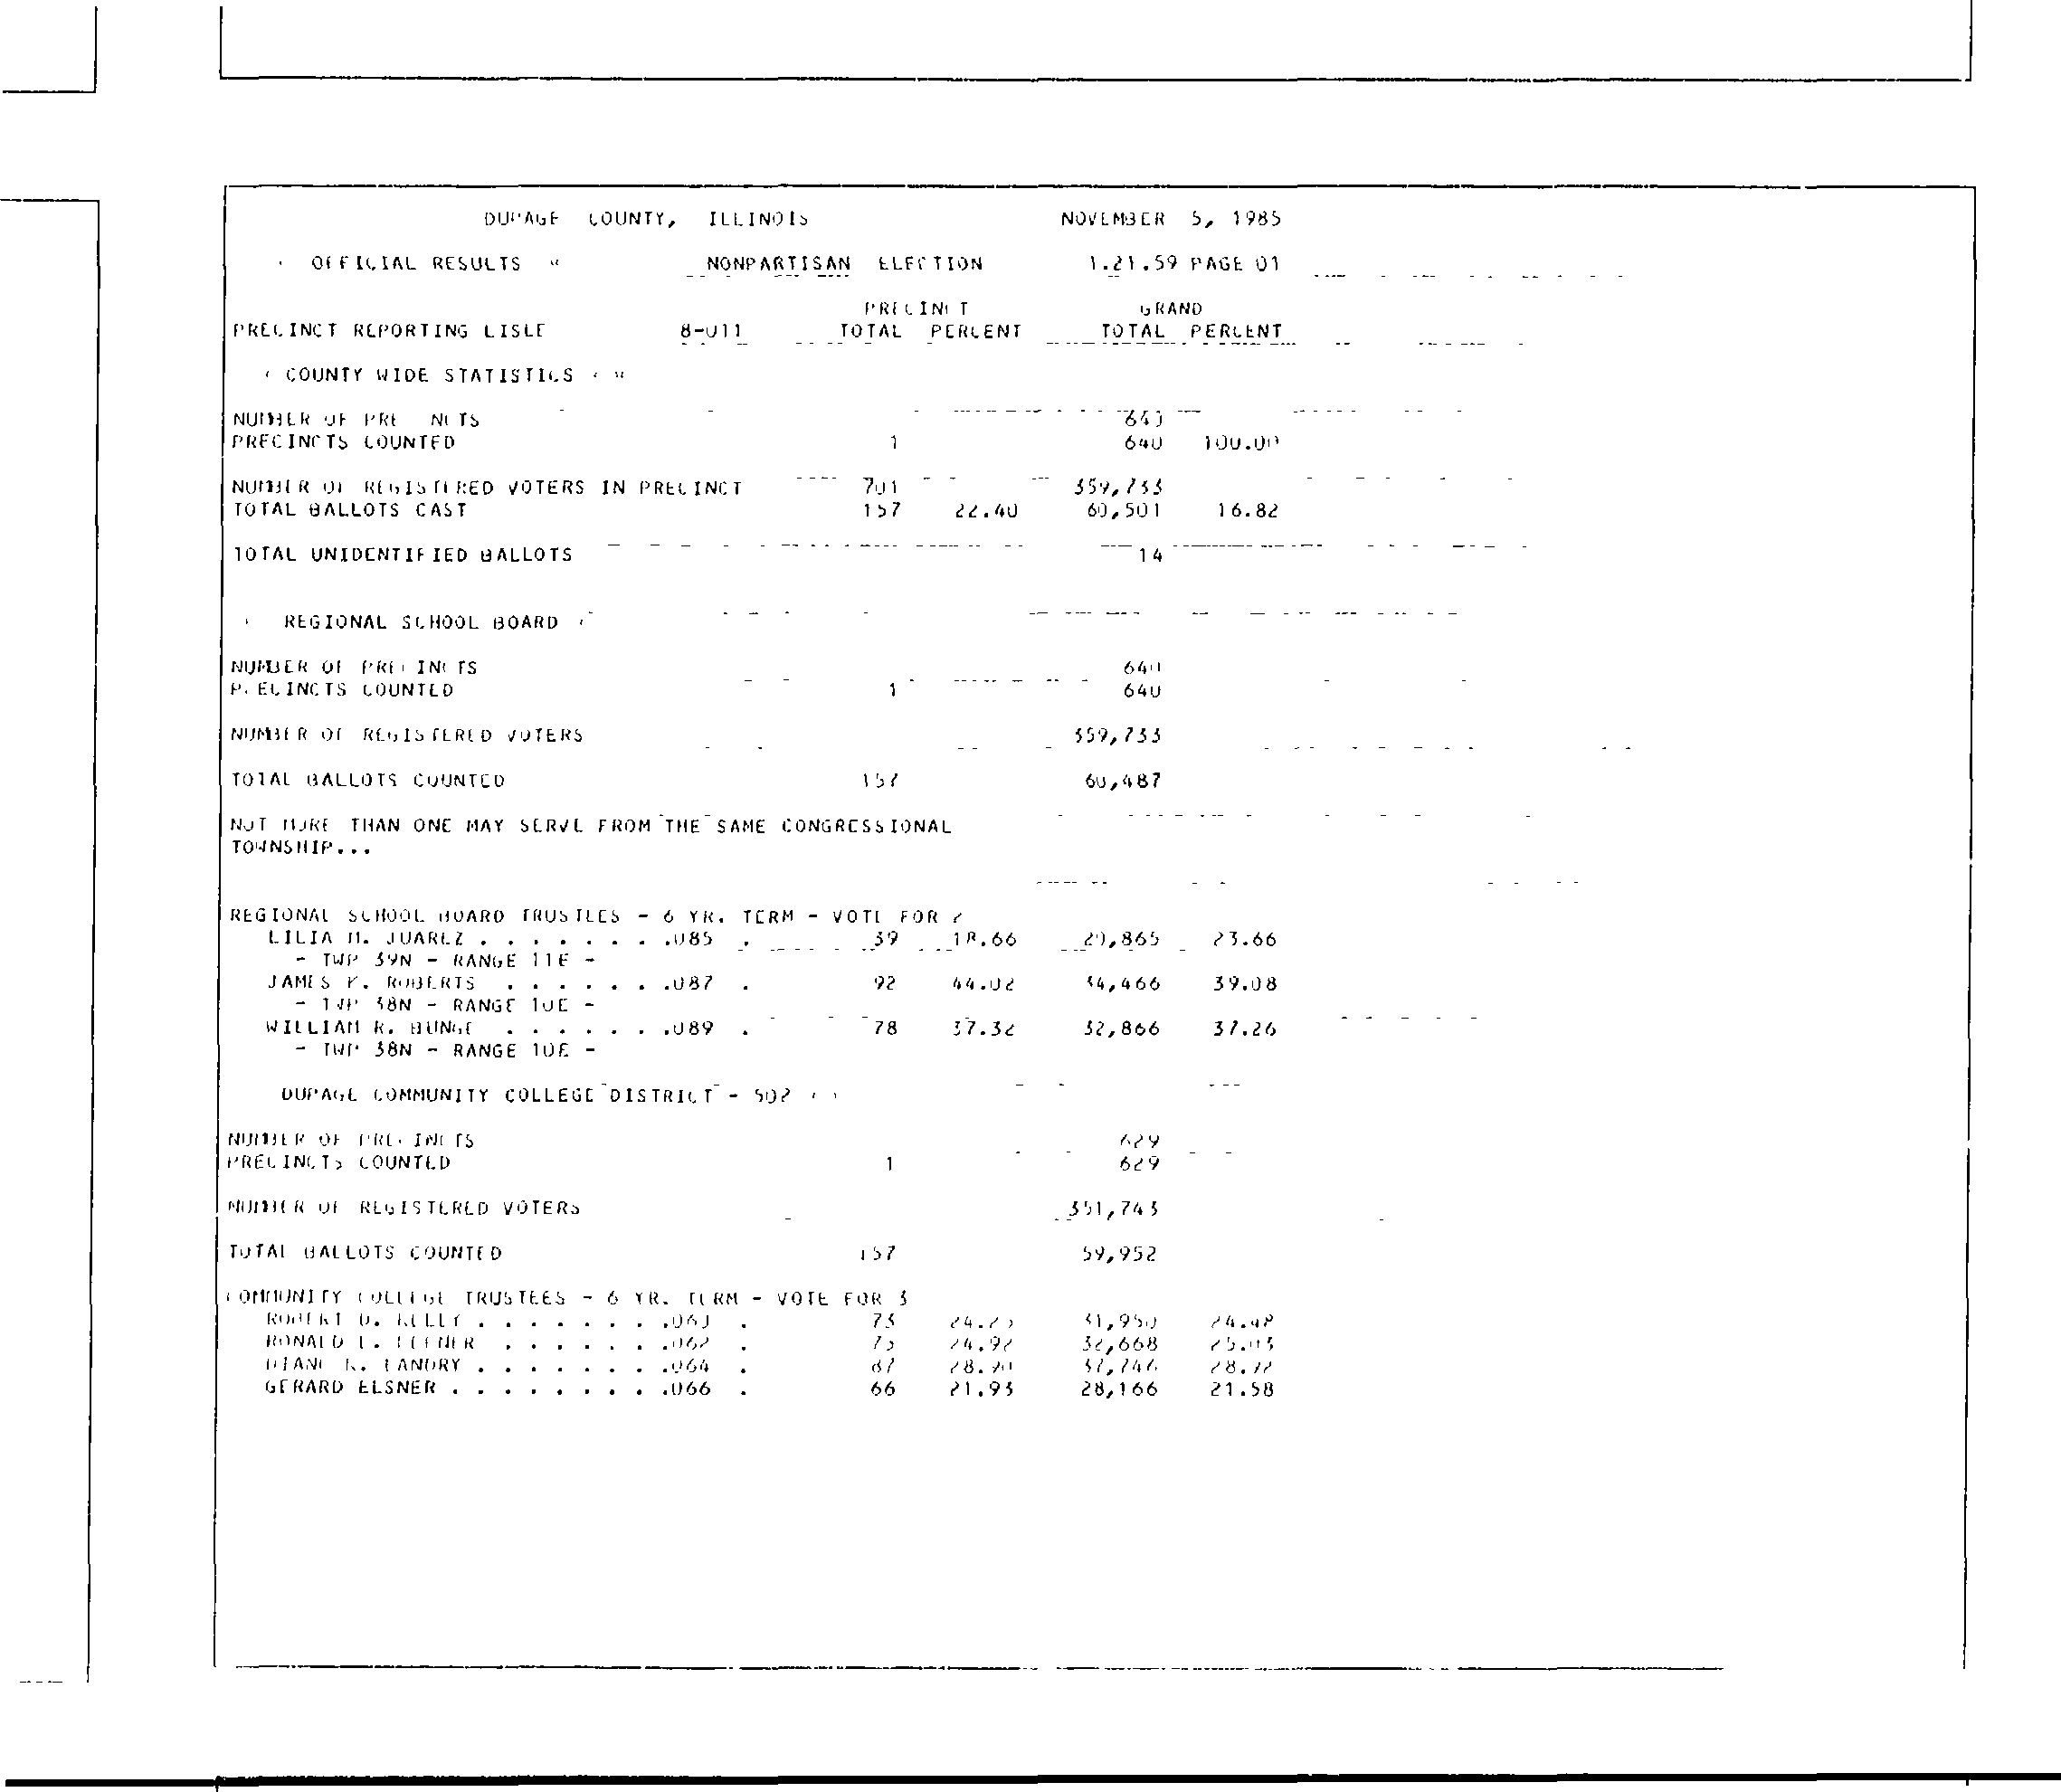 DUPAGE COUNTY, ILLINOIS NOVEMBER 5, 1985
OFFICIAL RESULTS NONPARTISAN ELECTION 1.21.59 PAGE 01
PRECINCT GRAND
PRECINCT REPORTING LISLE 8-011 TOTAL PERCENT TOTAL PERCENT
COUNTY WIDE STATISTICS
NUMBER OF PRECINCTS 640
PRECINCTS COUNTED 1 640 100.00
NUMBER OF REGISTERED VOTERS IN PRECINCT 701 359,733
TOTAL BALLOTS CAST 157 22.40 60,501 16.82
TOTAL UNIDENTIFIED BALLOTS 14
REGIONAL SCHOOL BOARD
NUMBER OF PRECINCTS 640
PRECINCTS COUNTED 1 640
NUMBER OF REGISTERED VOTERS 359,733
TOTAL BALLOTS COUNTED 157 60,487
NOT MORE THAN ONE MAY SERVE FROM THE SAME CONGRESSIONAL
TOWNSHIP...
REGIONAL SCHOOL BOARD TRUSTEES - 6 YR. TERM - VOTE FOR 2
LILIA M. JUAREZ . . . . . . . .085 . 39 18.66 20,865 23.66
- TWP 39N - RANGE 11E -
JAMES ROBERTS . . . . . . .087 . 92 44.02 34,466 39.08
- TWP 38N - RANGE 10E -
WILLIAM R. BUNGE . . . . . . .089 . 78 37.32 32,866 37.26
- TWP 38N - RANGE 10E -
DUPAGE COMMUNITY COLLEGE DISTRICT - 502
NUMBER OF PRECINCTS 629
PRECINCTS COUNTED 1 629
NUMBER OF REGISTERED VOTERS 351,743
TOTAL BALLOTS COUNTED 157 59,952
COMMUNITY COLLEGE TRUSTEES - 6 YR. TERM - VOTE FOR 3
ROBERT KELLY . . . . . . . .060 . 73 24.25 31,950 24.48
RONALD . . . . . . .062 . 75 24.92 32,668 25.03
DIANE LANDRY . . . . . . . .064 . 87 28.90 37,746 28.92
GERARD ELSNER . . . . . . . . .066 . 66 21.93 28,166 21.58